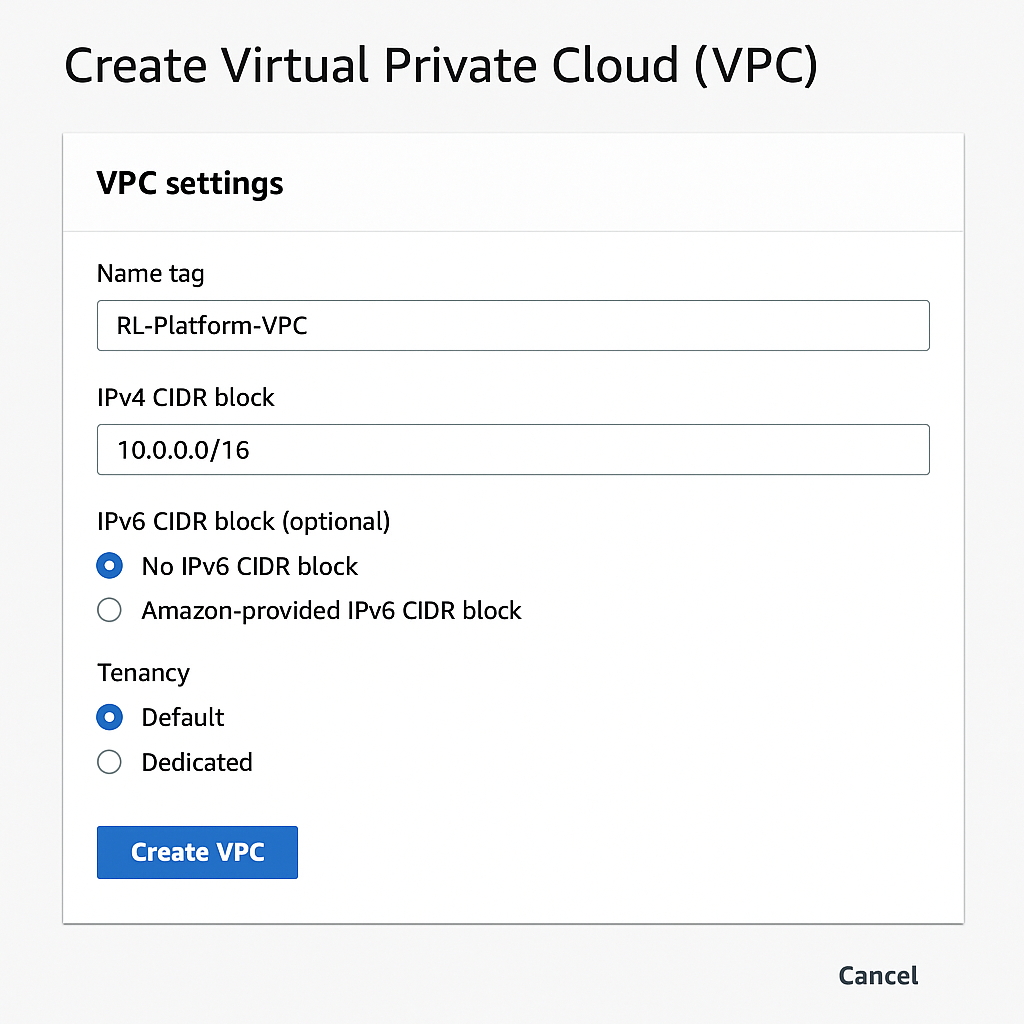 Create Virtual Private Cloud (VPC)
VPC settings
Name tag
RL-Platform-VPC
IPv4 CIDR block
10.0.0.0/16
IPv6 CIDR block (optional)
No IPv6 CIDR block
Amazon-provided IPv6 CIDR block
Tenancy
Default
Dedicated
Create VPC
Cancel